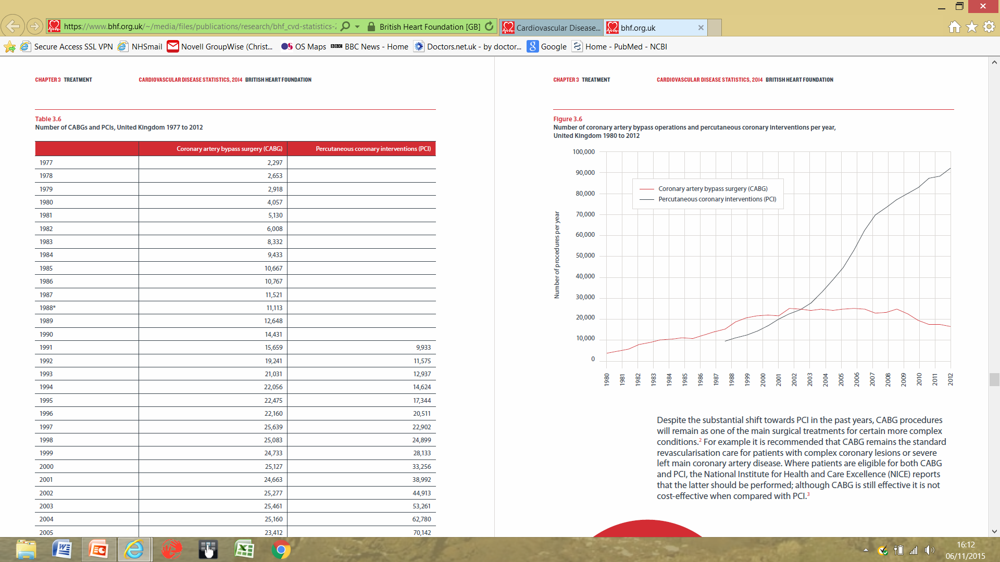 https://www.bhf.org.uk/~/media/files/publications/research/bhf_cvd-statistics-2
British Heart Foundation [GB]
Cardiovascular Disease...
bhf.org.uk
Secure Access SSL VPN
NHSmail
Novell GroupWise (Christ...
OS Maps
BBC BBC News - Home
Doctors.net.uk - by doctor...
Google
Home - PubMed - NCBI
CHAPTER 3 TREATMENT CARDIOVASCULAR DISEASE STATISTICS, 2014 BRITISH HEART FOUNDATION
Table 3.6
Number of CABGs and PCIs, United Kingdom 1977 to 2012
Coronary artery bypass surgery (CABG) Percutaneous coronary interventions (PCI)
1977 2,297
1978 2,653
1979 2,918
1980 4,057
1981 5,130
1982 6,008
1983 8,332
1984 9,433
1985 10,667
1986 10,767
1987 11,521
1988* 11,113
1989 12,648
1990 14,431
1991 15,659 9,933
1992 19,241 11,575
1993 21,031 12,937
1994 22,056 14,624
1995 22,475 17,344
1996 22,160 20,511
1997 25,639 22,902
1998 25,083 24,899
1999 24,733 28,133
2000 25,127 33,256
2001 24,663 38,992
2002 25,277 44,913
2003 25,461 53,261
2004 25,160 62,780
2005 23,412 70,142
CHAPTER 3 TREATMENT CARDIOVASCULAR DISEASE STATISTICS, 2014 BRITISH HEART FOUNDATION
Figure 3.6
Number of coronary artery bypass operations and percutaneous coronary interventions per year,
United Kingdom 1980 to 2012
Number of procedures per year
100,000
90,000
80,000
70,000
60,000
50,000
40,000
30,000
20,000
10,000
0
Coronary artery bypass surgery (CABG)
Percutaneous coronary interventions (PCI)
1980 1981 1982 1983 1984 1985 1986 1987 1988 1999 2000 2001 2002 2003 2004 2005 2006 2007 2008 2009 2010 2011 2012
Despite the substantial shift towards PCI in the past years, CABG procedures
will remain as one of the main surgical treatments for certain more complex
conditions.2 For example it is recommended that CABG remains the standard
revascularisation care for patients with complex coronary lesions or severe
left main coronary artery disease. Where patients are eligible for both CABG
and PCI, the National Institute for Health and Care Excellence (NICE) reports
that the latter should be performed; although CABG is still effective it is not
cost-effective when compared with PCI.3
16:12
06/11/2015